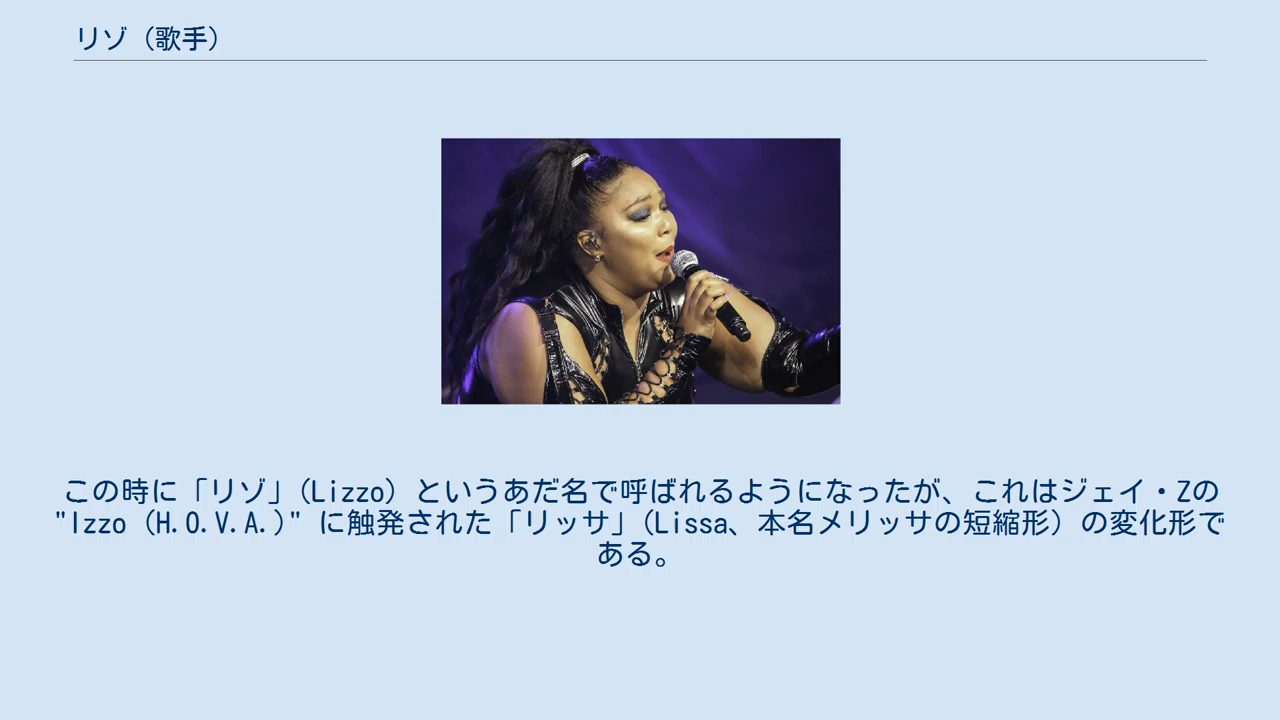 リゾ（歌手）
この時に「リゾ」（Lizzo）というあだ名で呼ばれるようになったが、これはジェイ・Zの
"Izzo (H.O.V.A.)" に触発された「リッサ」（Lissa、本名メリッサの短縮形）の変化形で
ある。